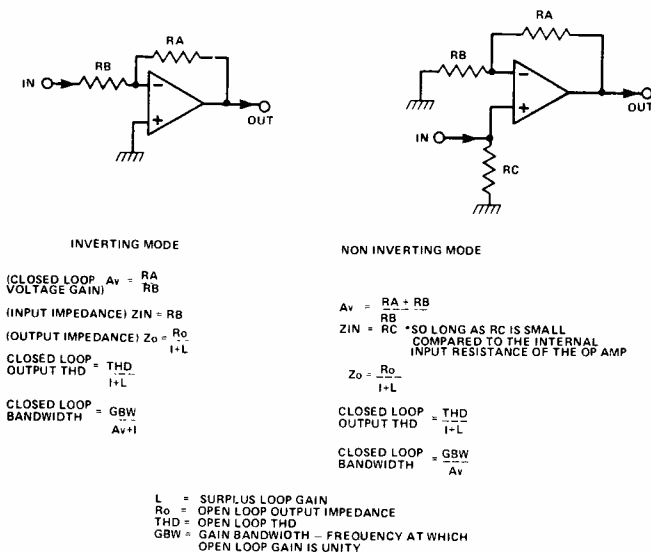 RA
RB
IN
−
+
OUT
RA
RB
−
+
IN
OUT
RC
INVERTING MODE
(CLOSED LOOP Av = RA
VOLTAGE GAIN) RB
(INPUT IMPEDANCE) ZIN = RB
(OUTPUT IMPEDANCE) Zo = Ro
I+L
CLOSED LOOP
OUTPUT THD = THD
I+L
CLOSED LOOP
BANDWIDTH = GBW
Av+I
NON INVERTING MODE
Av = RA + RB
RB
ZIN = RC *SO LONG AS RC IS SMALL
COMPARED TO THE INTERNAL
INPUT RESISTANCE OF THE OP AMP
Zo = Ro
I+L
CLOSED LOOP
OUTPUT THD = THD
I+L
CLOSED LOOP
BANDWIDTH = GBW
Av
L = SURPLUS LOOP GAIN
Ro = OPEN LOOP OUTPUT IMPEDANCE
THD = OPEN LOOP THD
GBW = GAIN BANDWIDTH – FREQUENCY AT WHICH
OPEN LOOP GAIN IS UNITY